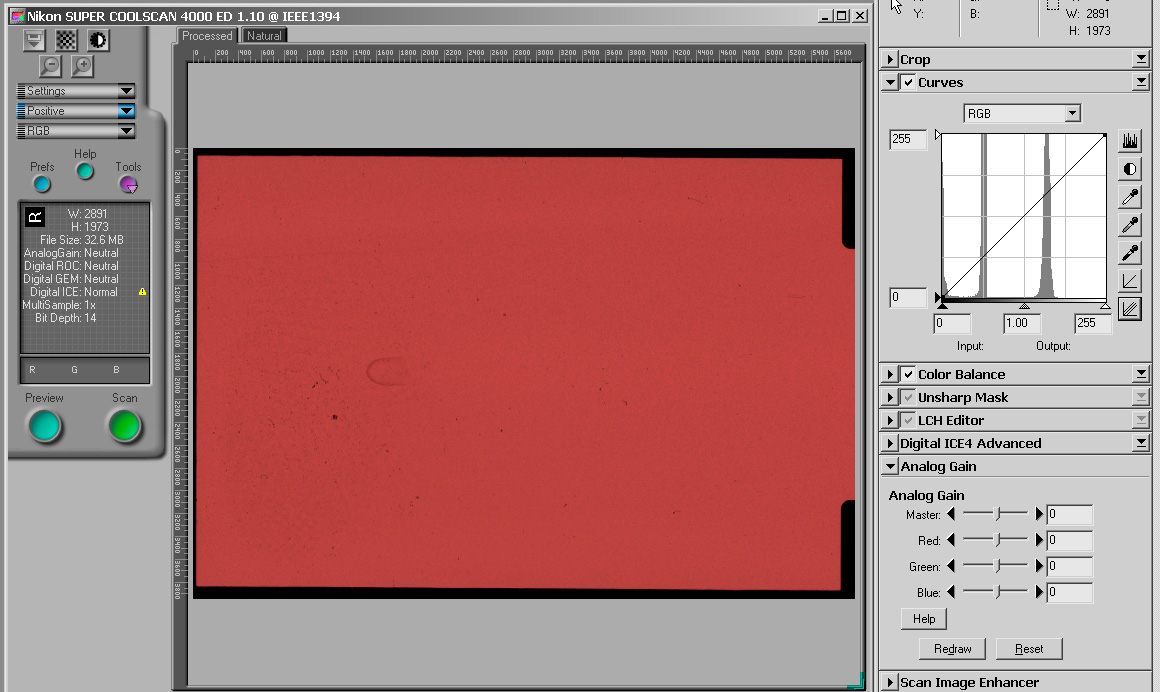 Nikon SUPER COOLSCAN 4000 ED 1.10 @ IEEE1394
Processed
Natural
Settings
Positive
RGB
Prefs
Help
Tools
R
W: 2891
H: 1973
File Size: 32.6 MB
AnalogGain: Neutral
Digital ROC: Neutral
Digital GEM: Neutral
Digital ICE: Normal
MultiSample: 1x
Bit Depth: 14
R G B
Preview
Scan
0 200 400 600 800 1000 1200 1400 1600 1800 2000 2200 2400 2600 2800 3000 3200 3400 3600 3800 4000 4200 4400 4600 4800 5000 5200 5400 5600
0 200 400 600 800 1000 1200 1400 1600 1800 2000 2200 2400 2600 2800 3000 3200 3400 3600 3800
Y:
B:
W: 2891
H: 1973
Crop
Curves
RGB
255
0
0
1.00
255
Input:
Output:
Color Balance
Unsharp Mask
LCH Editor
Digital ICE4 Advanced
Analog Gain
Analog Gain
Master: 0
Red: 0
Green: 0
Blue: 0
Help
Redraw
Reset
Scan Image Enhancer